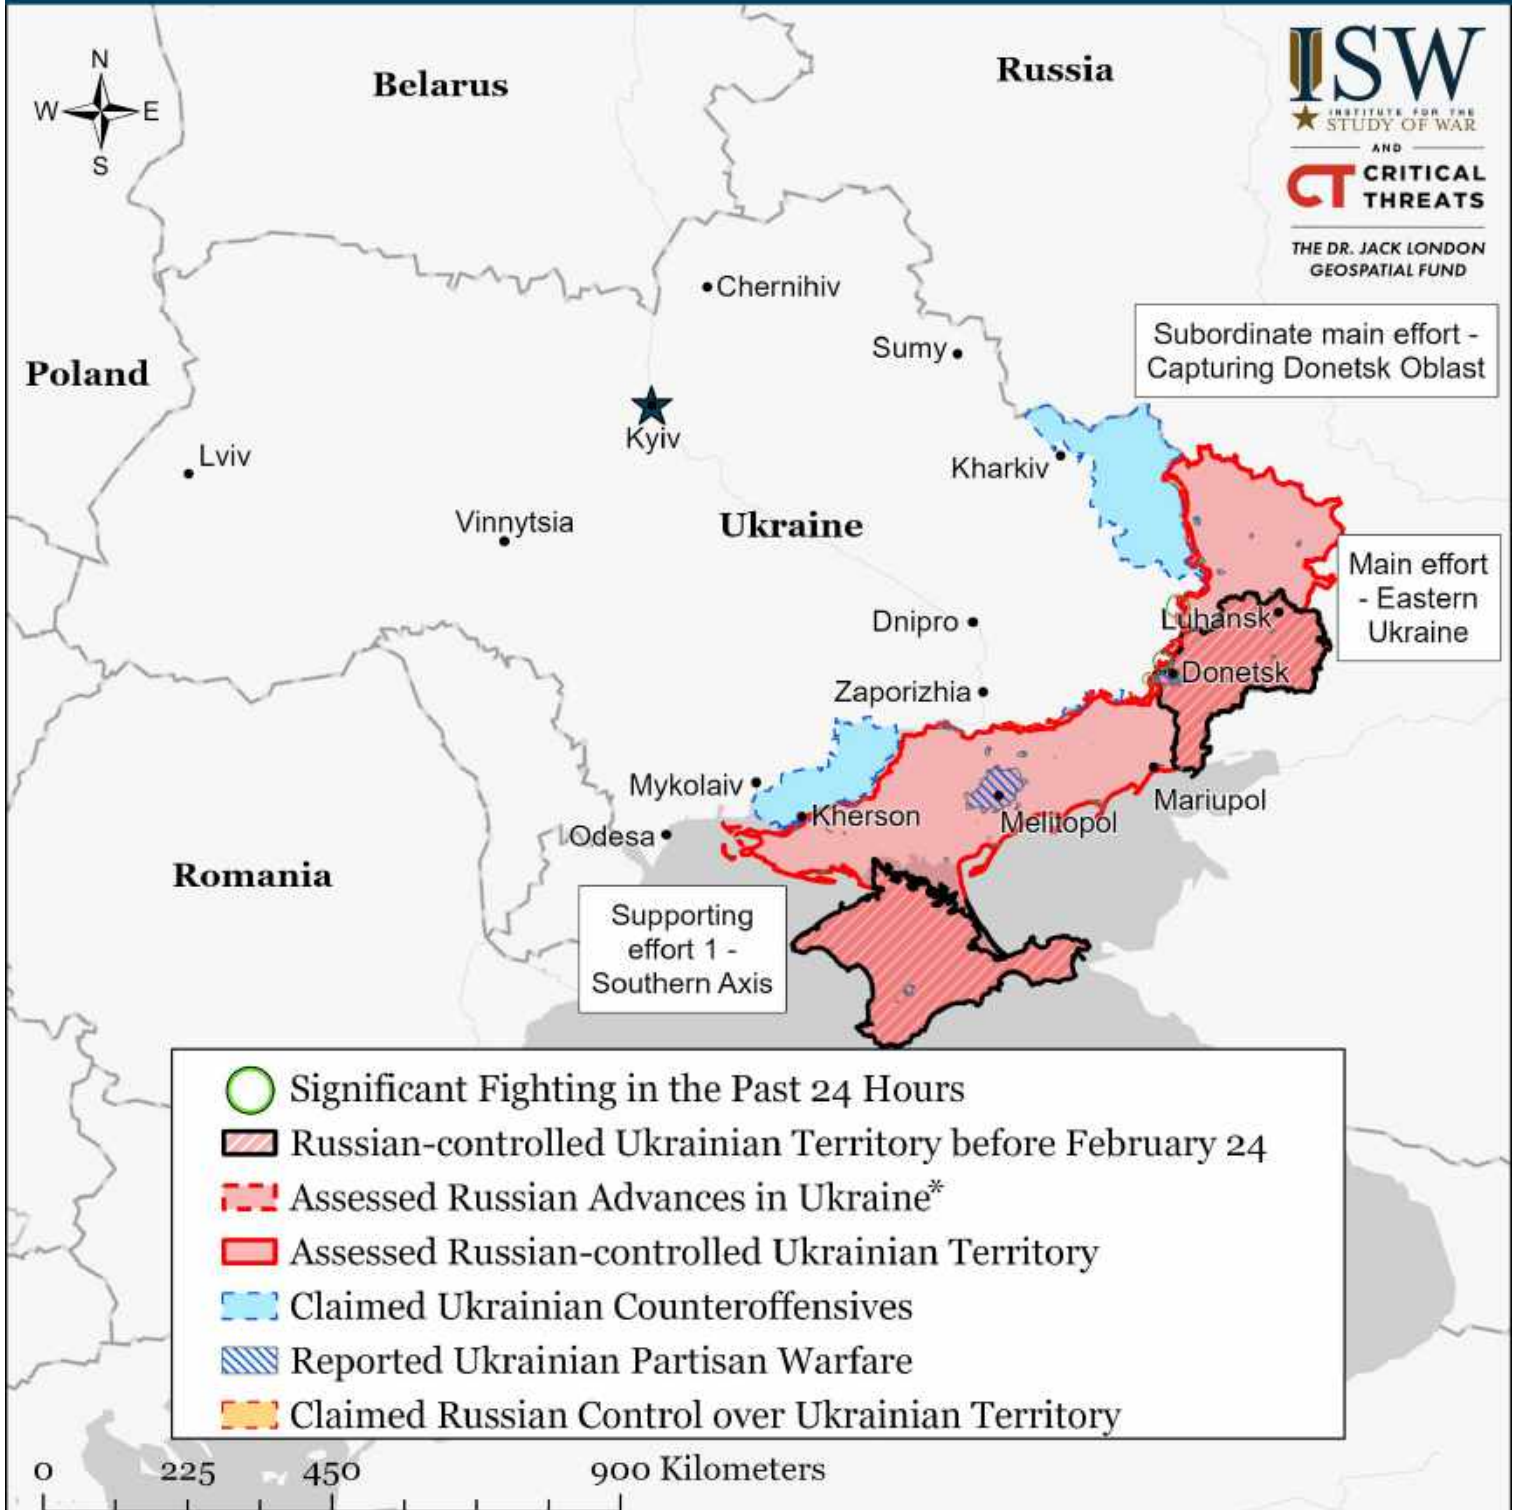 N
W E
S
Belarus
Russia
ISW
INSTITUTE FOR THE
STUDY OF WAR
AND
CT CRITICAL
THREATS
THE DR. JACK LONDON
GEOSPATIAL FUND
Chernihiv
Sumy
Subordinate main effort -
Capturing Donetsk Oblast
Poland
Kyiv
Lviv
Kharkiv
Vinnytsia
Ukraine
Main effort
- Eastern
Ukraine
Dnipro
Luhansk
Donetsk
Zaporizhia
Mykolaiv
Mariupol
Kherson
Melitopol
Odesa
Romania
Supporting
effort 1 -
Southern Axis
Significant Fighting in the Past 24 Hours
Russian-controlled Ukrainian Territory before February 24
Assessed Russian Advances in Ukraine*
Assessed Russian-controlled Ukrainian Territory
Claimed Ukrainian Counteroffensives
Reported Ukrainian Partisan Warfare
Claimed Russian Control over Ukrainian Territory
0 225 450 900 Kilometers